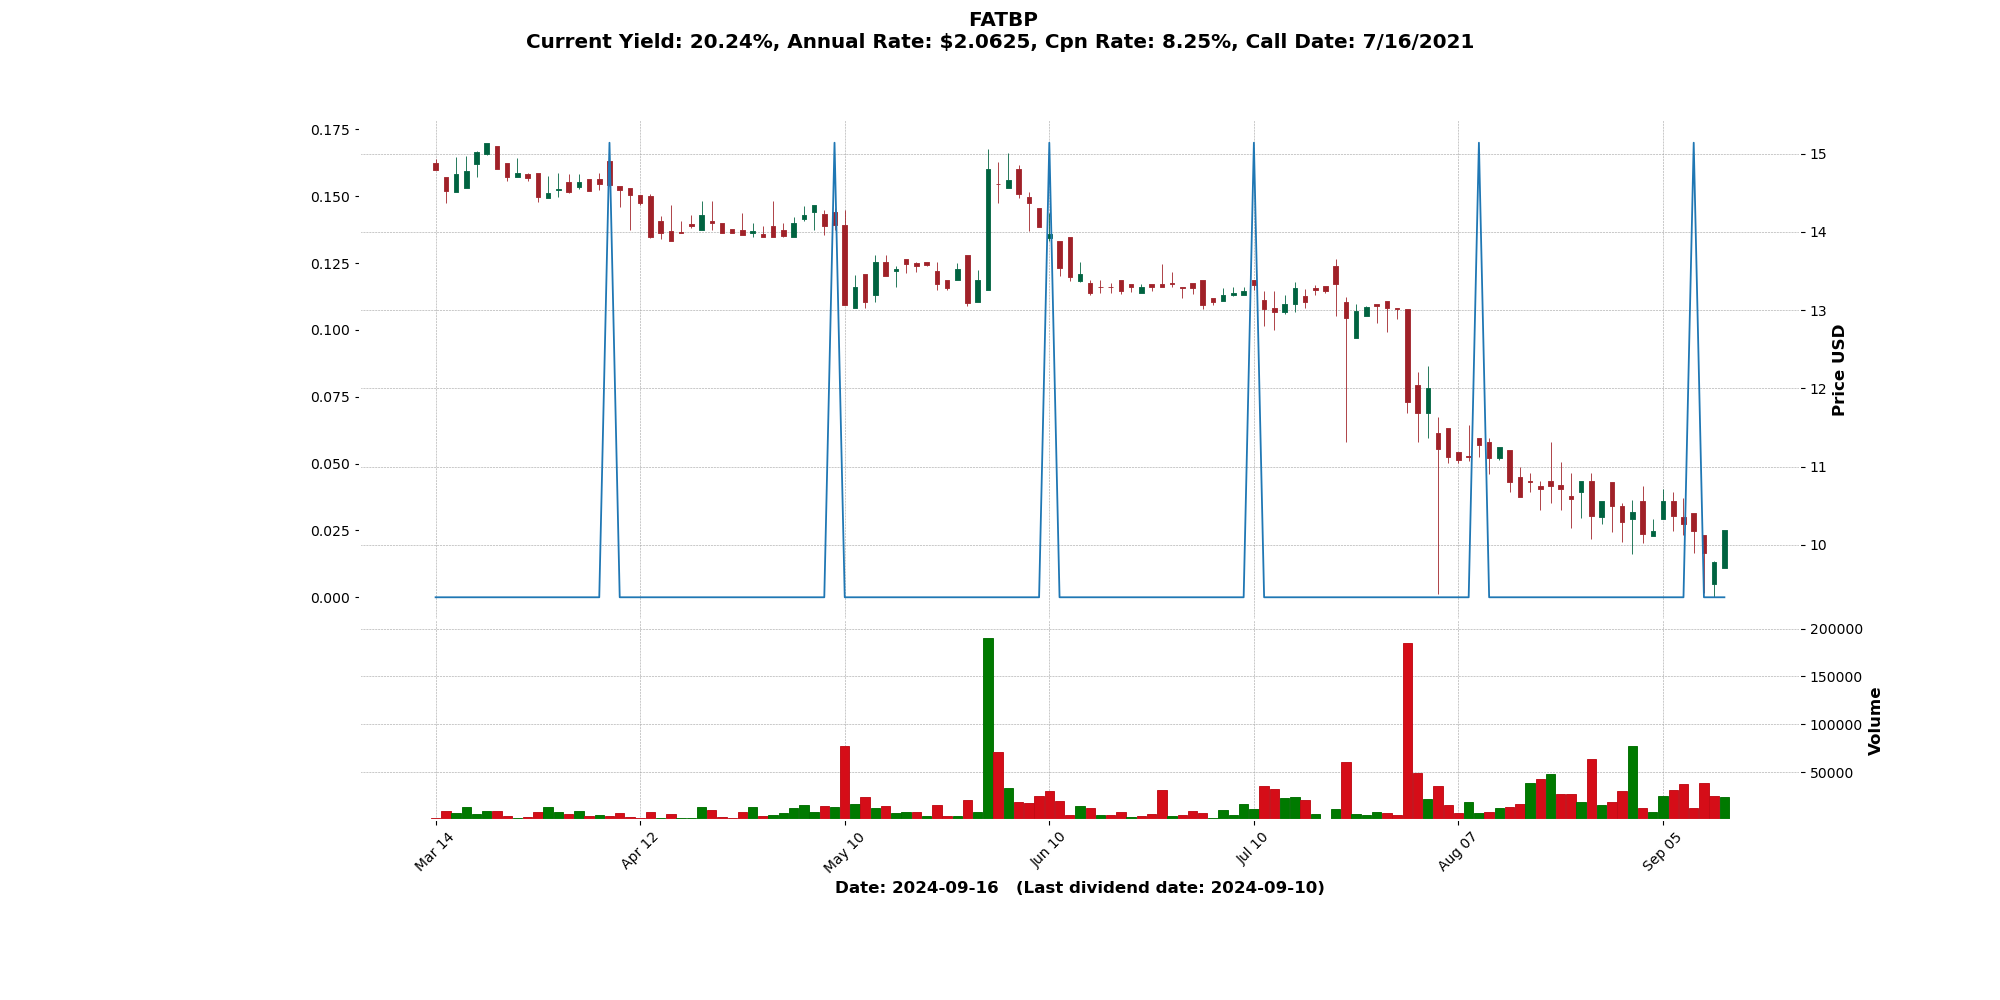 FATBP
Current Yield: 20.24%, Annual Rate: $2.0625, Cpn Rate: 8.25%, Call Date: 7/16/2021
0.175
0.150
0.125
0.100
0.075
0.050
0.025
0.000
15
14
13
12
11
10
Price USD
200000
150000
100000
50000
Volume
Mar 14
Apr 12
May 10
Jun 10
Jul 10
Aug 07
Sep 05
Date: 2024-09-16 (Last dividend date: 2024-09-10)